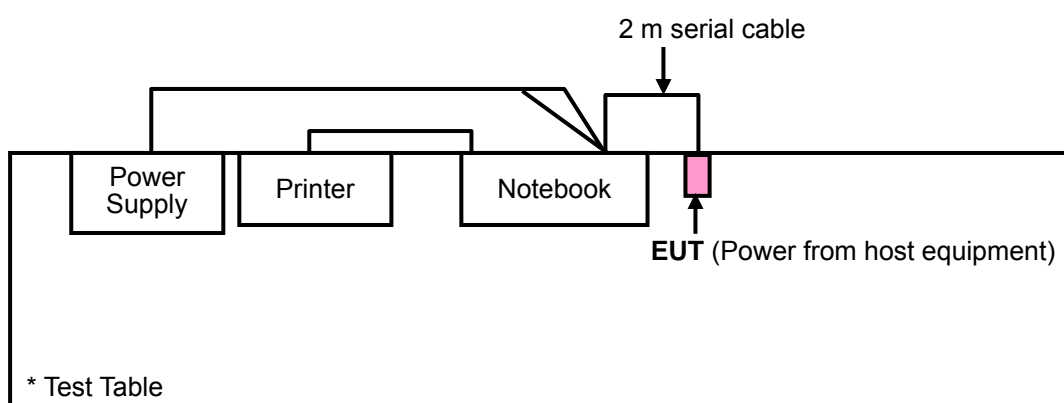 2 m serial cable
Power
Supply
Printer
Notebook
EUT (Power from host equipment)
* Test Table